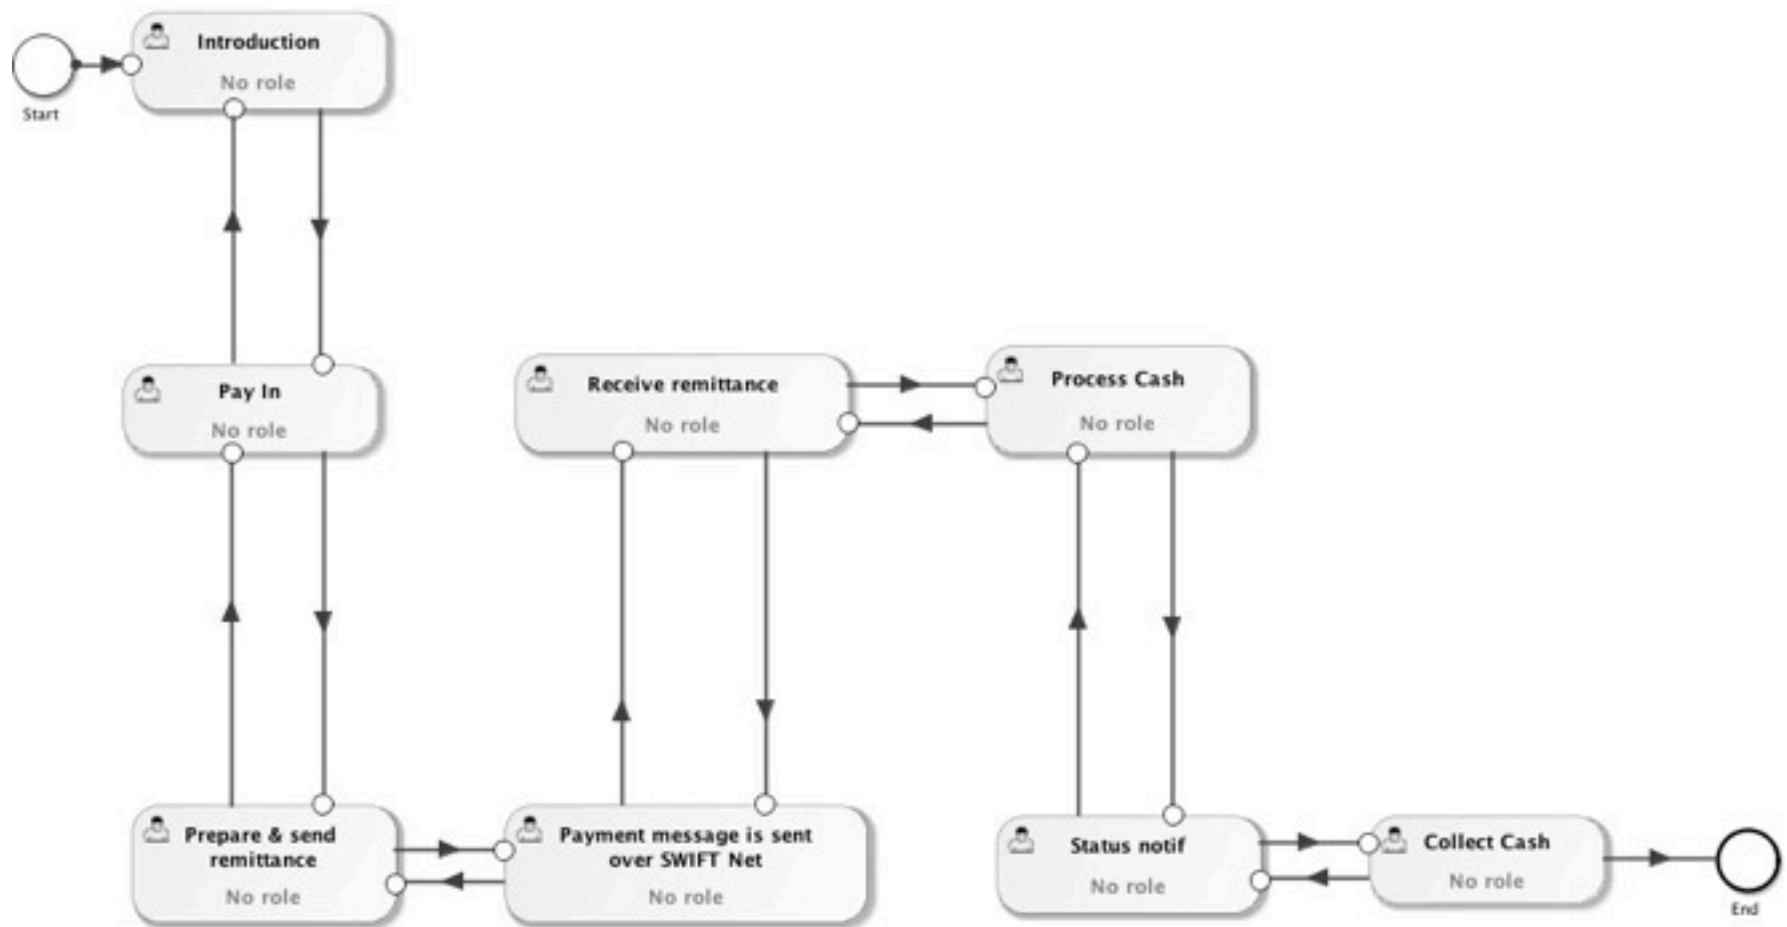 Introduction
No role
Start
Pay In
No role
Receive remittance
No role
Process Cash
No role
Prepare & send
remittance
No role
Payment message is sent
over SWIFT Net
No role
Status notif
No role
Collect Cash
No role
End